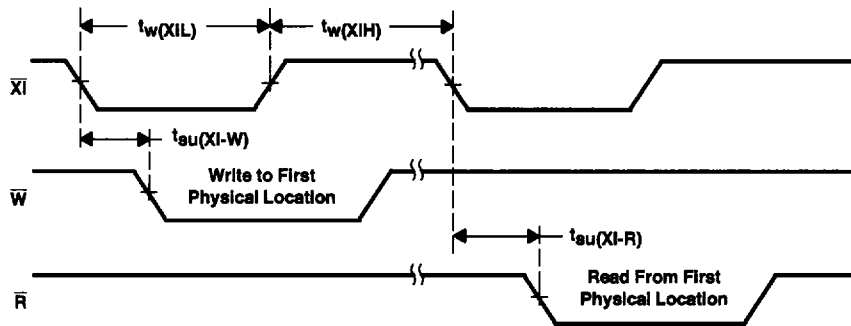 tw(XIL)
tw(XIH)
XI
tsu(XI-W)
W
Write to First
Physical Location
tsu(XI-R)
R
Read From First
Physical Location